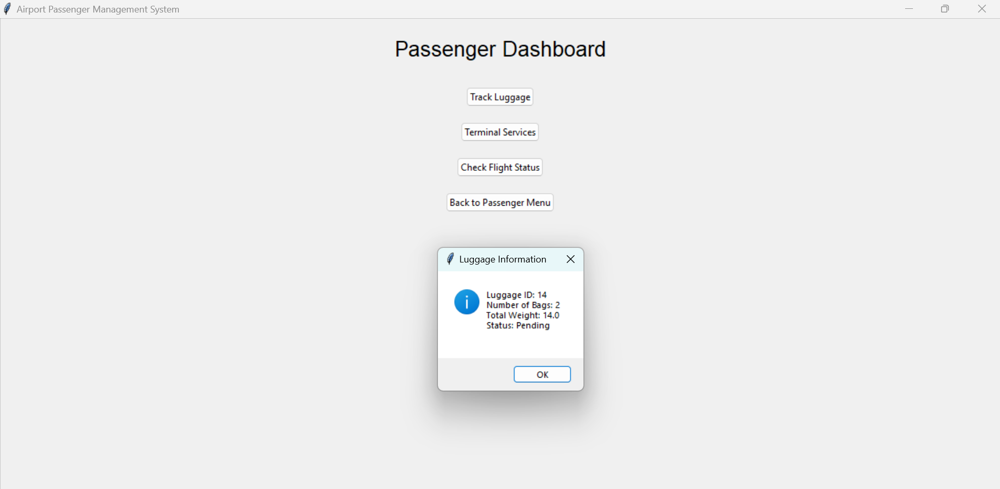 Airport Passenger Management System
Passenger Dashboard
Track Luggage
Terminal Services
Check Flight Status
Back to Passenger Menu
Luggage Information
Luggage ID: 14
Number of Bags: 2
Total Weight: 14.0
Status: Pending
OK